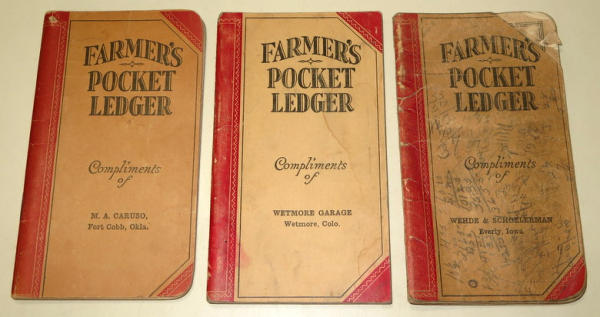 FARMER'S
POCKET
LEDGER
Compliments
of
M. A. CARUSO,
Fort Cobb, Okla.
FARMER'S
POCKET
LEDGER
Compliments
of
WETMORE GARAGE
Wetmore, Colo.
FARMER'S
POCKET
LEDGER
Compliments
of
WEHDE & SCHOELERMAN
Everly, Iowa